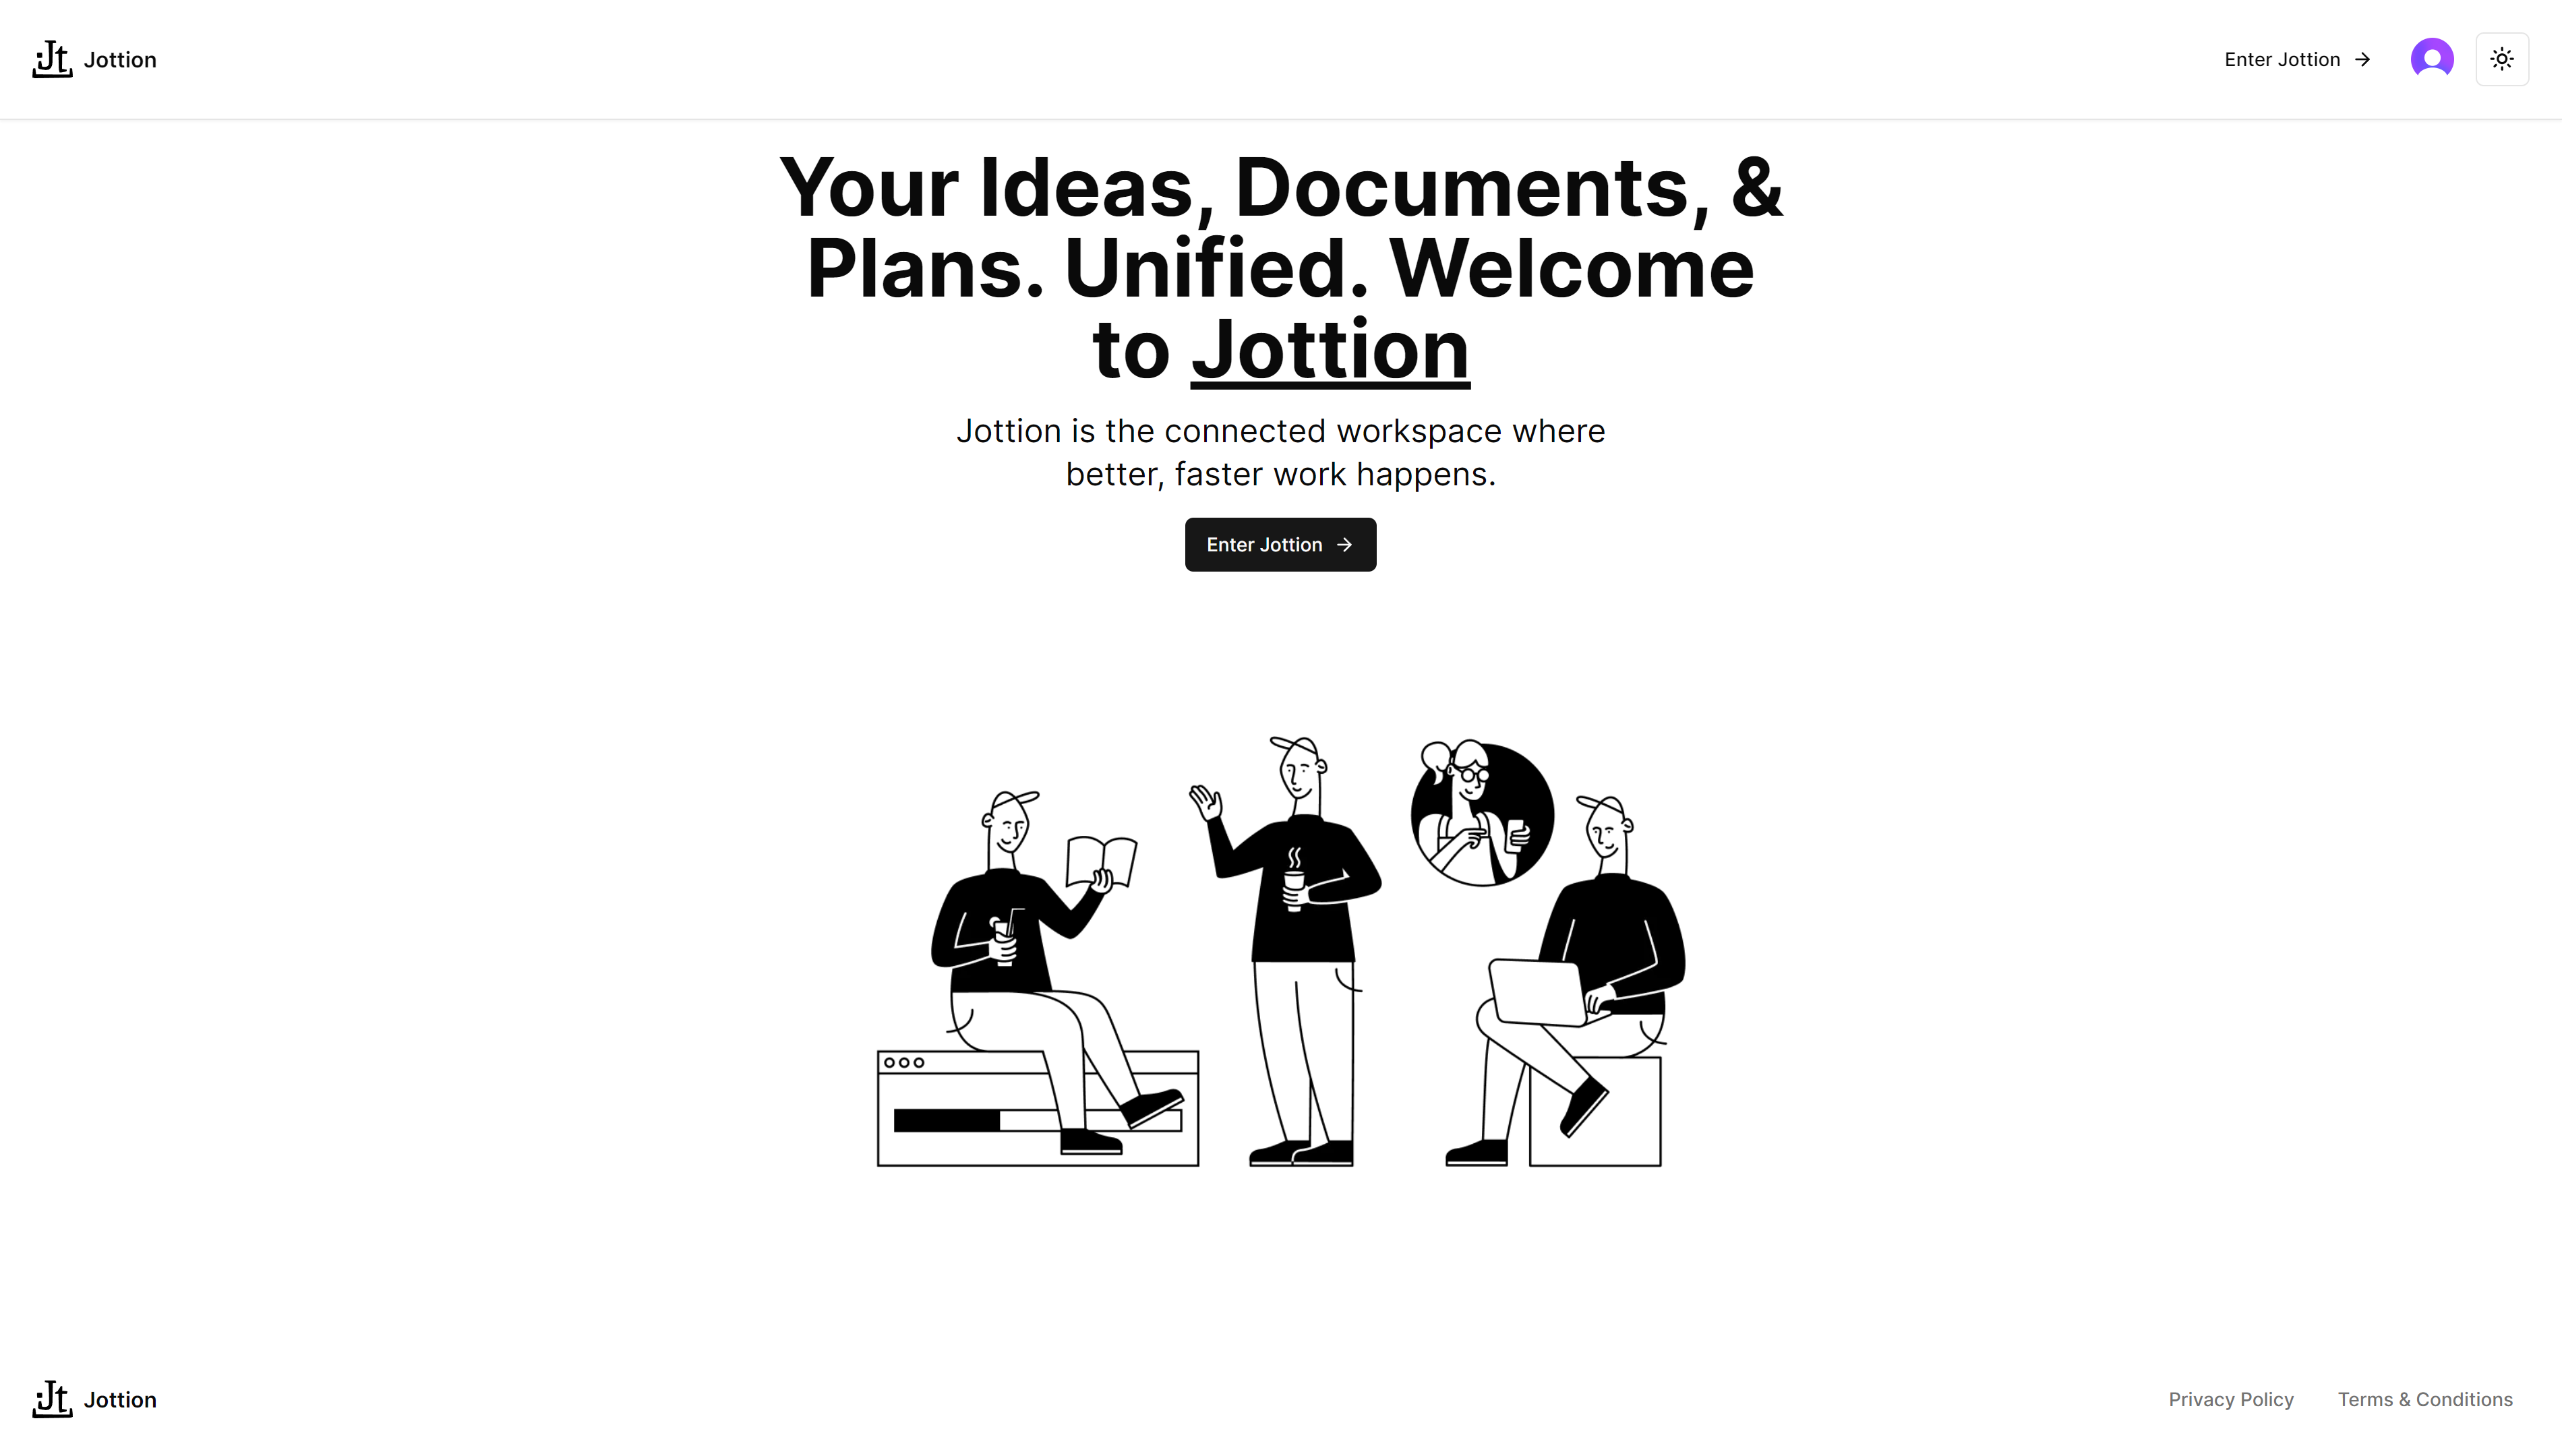 Jt Jottion
Enter Jottion →
Your Ideas, Documents, &
Plans. Unified. Welcome
to Jottion
Jottion is the connected workspace where
better, faster work happens.
Enter Jottion →
Jt Jottion
Privacy Policy
Terms & Conditions